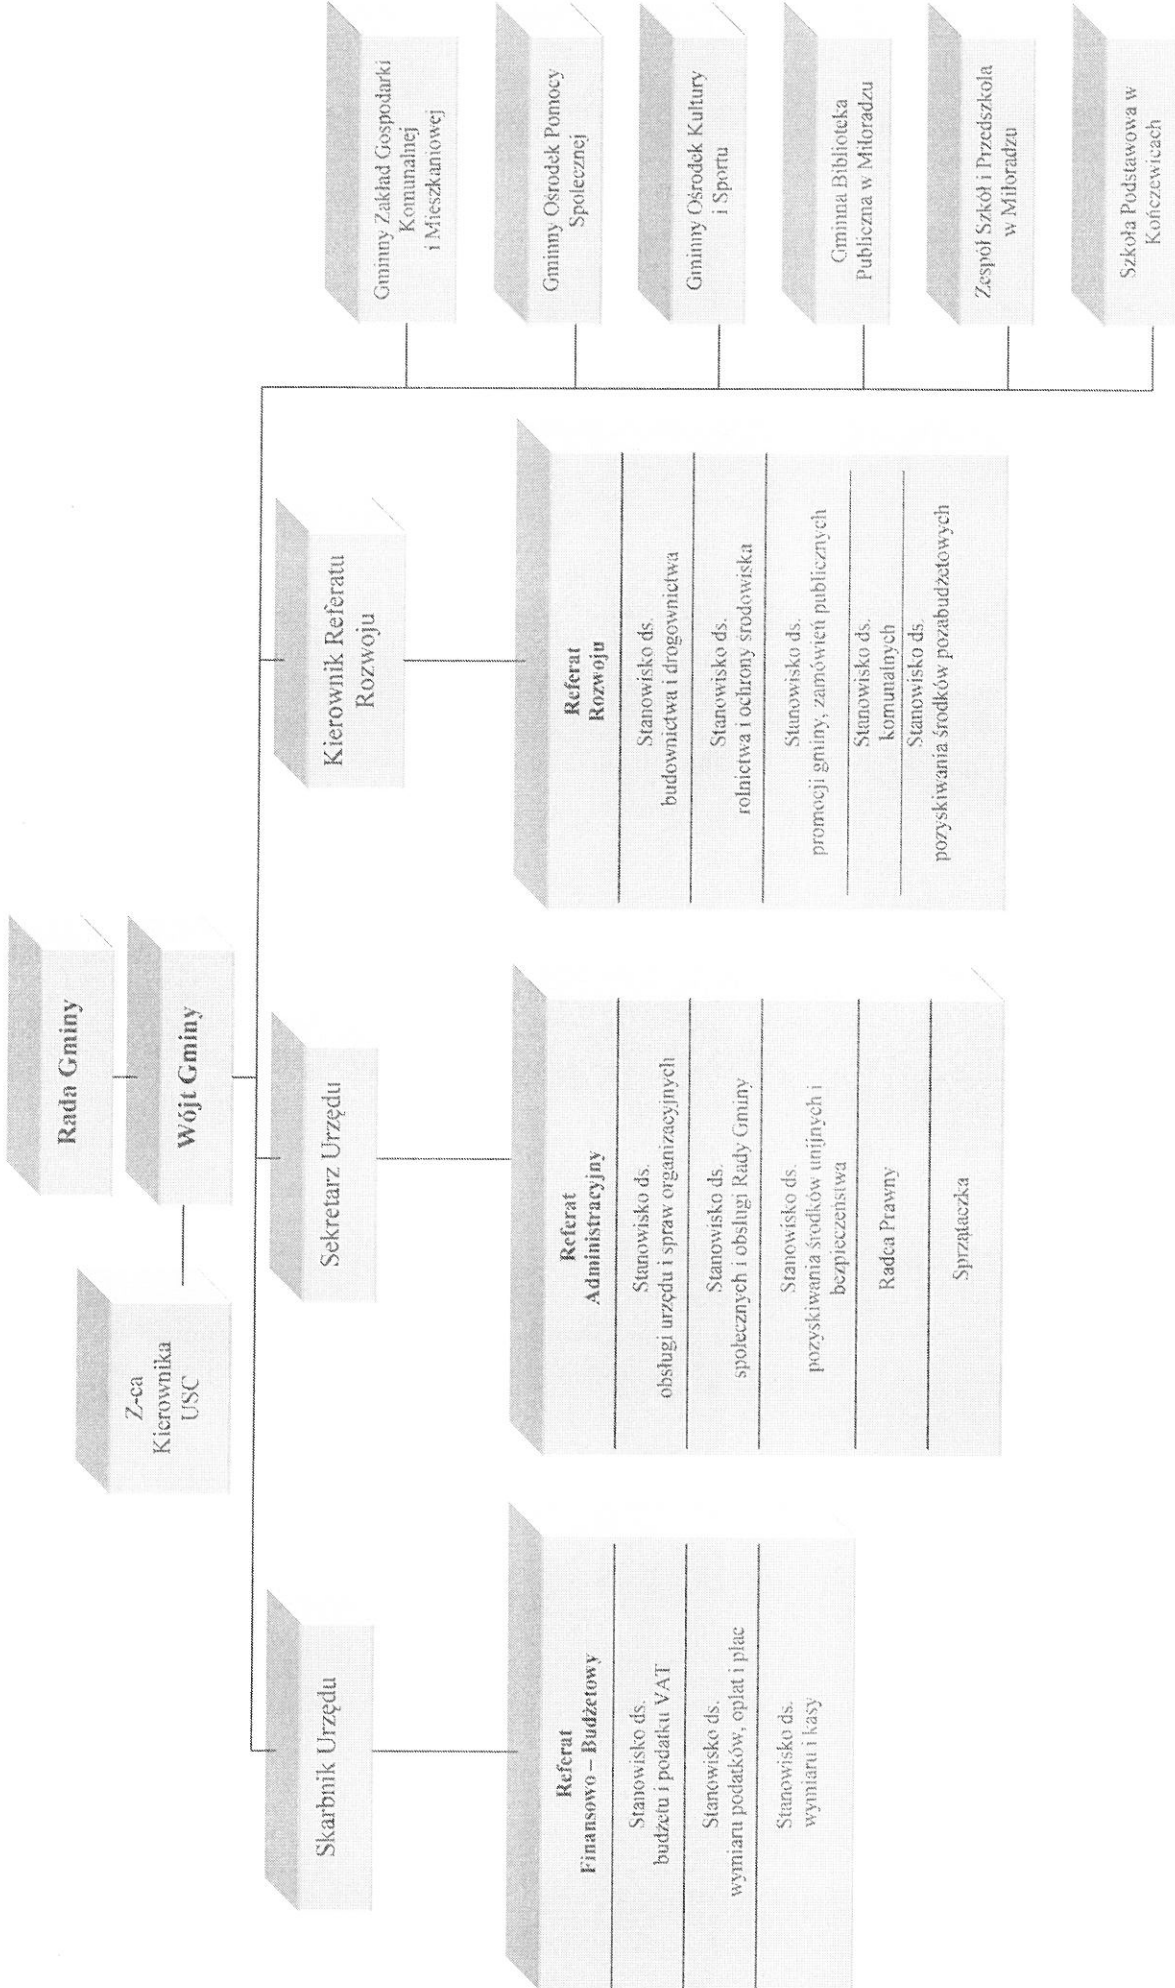 Rada Gminy
Wójt Gminy
Z-ca
Kierownika
USC
Skarbnik Urzędu
Sekretarz Urzędu
Kierownik Referatu
Rozwoju
Referat
Finansowo – Budżetowy
Stanowisko ds.
budżetu i podatku VAT
Stanowisko ds.
wymiaru podatków, opłat i płac
Stanowisko ds.
wymiaru i kasy
Referat
Administracyjny
Stanowisko ds.
obsługi urzędu i spraw organizacyjnych
Stanowisko ds.
społecznych i obsługi Rady Gminy
Stanowisko ds.
pozyskiwania środków unijnych i
bezpieczeństwa
Radca Prawny
Sprzątaczka
Referat
Rozwoju
Stanowisko ds.
budownictwa i drogownictwa
Stanowisko ds.
rolnictwa i ochrony środowiska
Stanowisko ds.
promocji gminy, zamówień publicznych
Stanowisko ds.
komunalnych
Stanowisko ds.
pozyskiwania środków pozabudżetowych
Gminny Zakład Gospodarki
Komunalnej
i Mieszkaniowej
Gminny Ośrodek Pomocy
Społecznej
Gminny Ośrodek Kultury
i Sportu
Gminna Biblioteka
Publiczna w Miłoradzu
Zespół Szkół i Przedszkola
w Miłoradzu
Szkoła Podstawowa w
Kończewicach